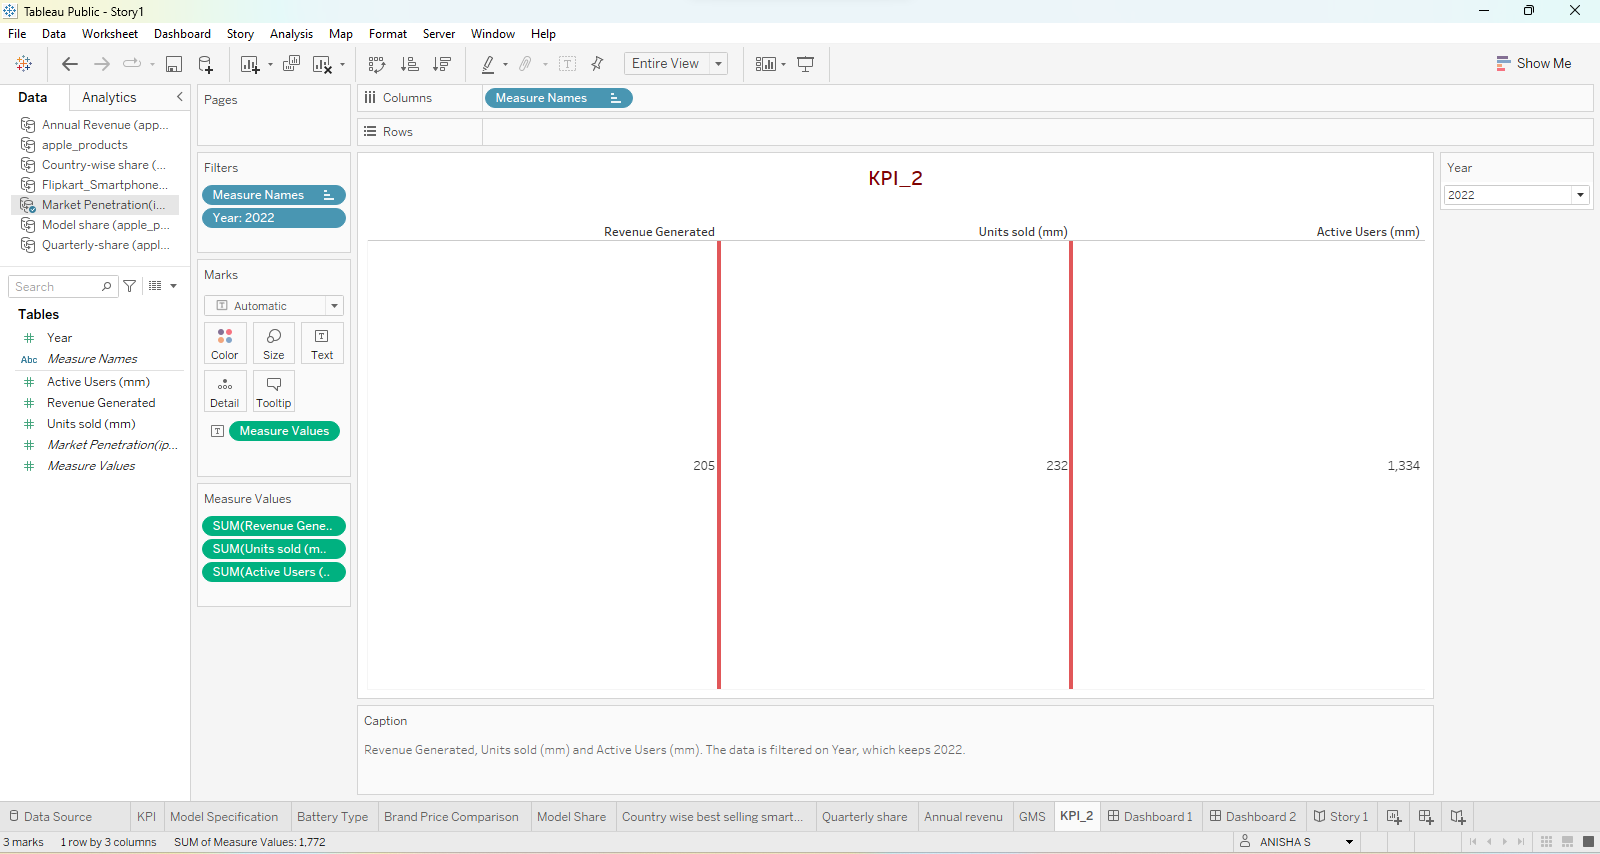 Tableau Public - Story1
File Data Worksheet Dashboard Story Analysis Map Format Server Window Help
Entire View
Show Me
Data Analytics
Annual Revenue (app...
apple_products
Country-wise share (...
Flipkart_Smartphone...
Market Penetration(i...
Model share (apple_p...
Quarterly-share (appl...
Search
Tables
Year
Abc Measure Names
Active Users (mm)
Revenue Generated
Units sold (mm)
Market Penetration(ip...
Measure Values
Pages
Filters
Measure Names
Year: 2022
Marks
Automatic
Color Size Text
Detail Tooltip
Measure Values
Measure Values
SUM(Revenue Gene..
SUM(Units sold (m..
SUM(Active Users (..
Columns Measure Names
Rows
KPI_2
Revenue Generated Units sold (mm) Active Users (mm)
205 232 1,334
Year
2022
Caption
Revenue Generated, Units sold (mm) and Active Users (mm). The data is filtered on Year, which keeps 2022.
Data Source KPI Model Specification Battery Type Brand Price Comparison Model Share Country wise best selling smart... Quarterly share Annual revenu GMS KPI_2 Dashboard 1 Dashboard 2 Story 1
3 marks 1 row by 3 columns SUM of Measure Values: 1,772 ANISHA S